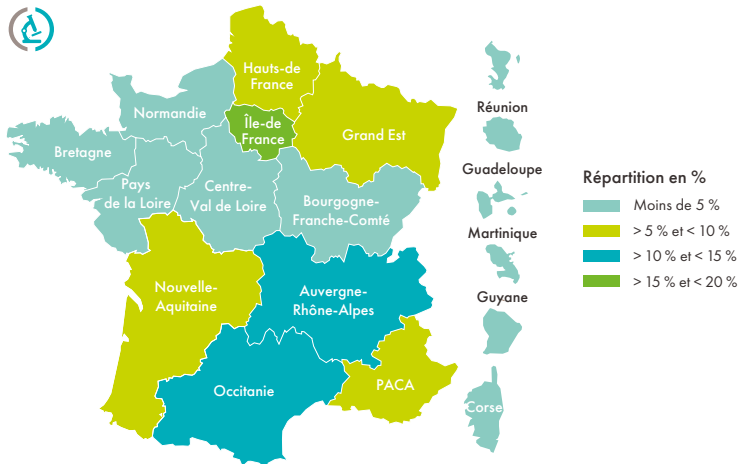 Hauts-de
France
Normandie
Île-de
France
Grand Est
Bretagne
Pays
de la Loire
Centre-
Val de Loire
Bourgogne-
Franche-Comté
Nouvelle-
Aquitaine
Auvergne-
Rhône-Alpes
Occitanie
PACA
Réunion
Guadeloupe
Martinique
Guyane
Corse
Répartition en %
Moins de 5 %
> 5 % et < 10 %
> 10 % et < 15 %
> 15 % et < 20 %